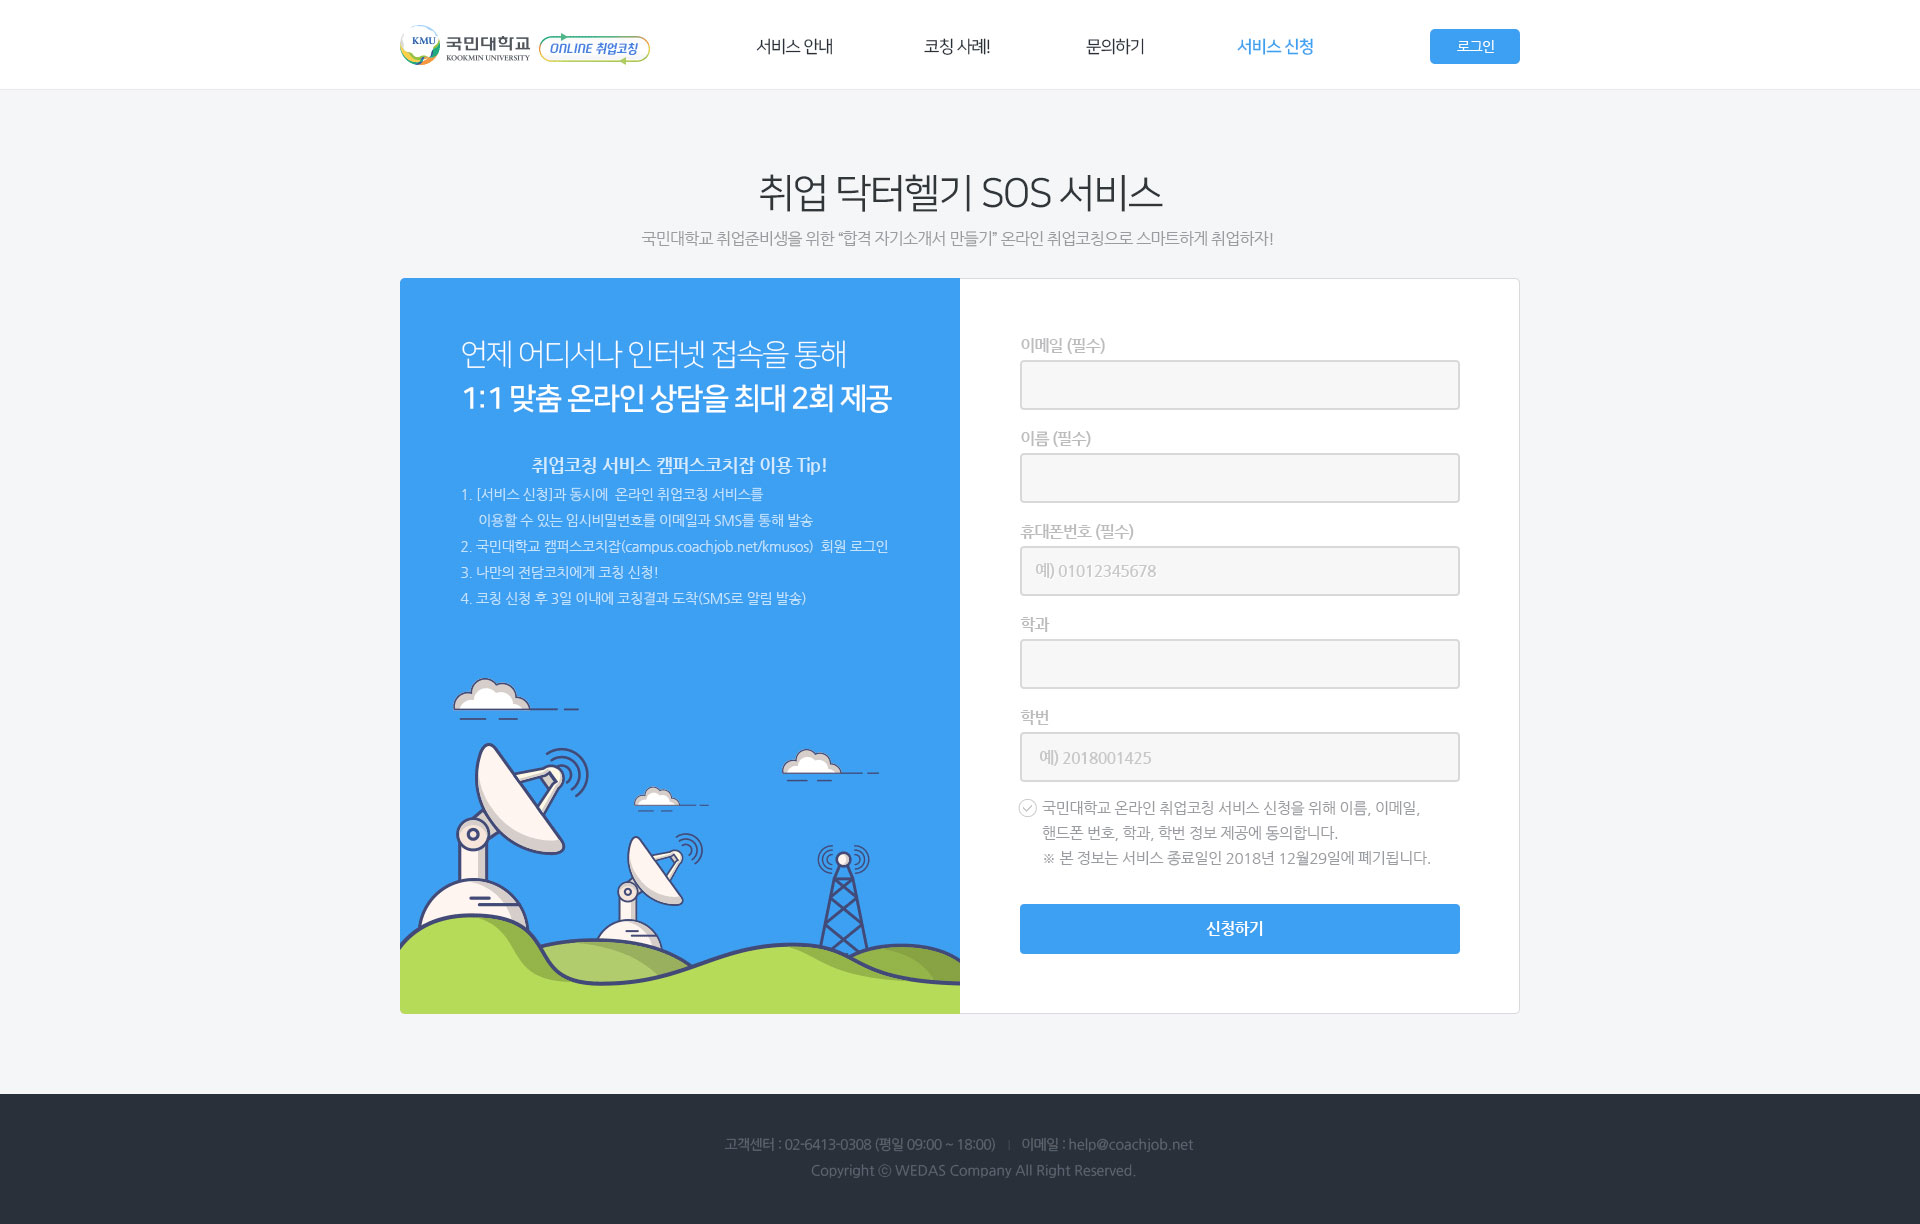 KMU 국민대학교 KOOKMIN UNIVERSITY ONLINE 취업코칭
서비스 안내 코칭 사례! 문의하기 서비스 신청 로그인
취업 닥터헬기 SOS 서비스
국민대학교 취업준비생을 위한 “합격 자기소개서 만들기” 온라인 취업코칭으로 스마트하게 취업하자!
언제 어디서나 인터넷 접속을 통해
1:1 맞춤 온라인 상담을 최대 2회 제공
취업코칭 서비스 캠퍼스코치잡 이용 Tip!
1. [서비스 신청]과 동시에 온라인 취업코칭 서비스를
이용할 수 있는 임시비밀번호를 이메일과 SMS를 통해 발송
2. 국민대학교 캠퍼스코치잡(campus.coachjob.net/kmusos) 회원 로그인
3. 나만의 전담코치에게 코칭 신청!
4. 코칭 신청 후 3일 이내에 코칭결과 도착(SMS로 알림 발송)
이메일 (필수)
이름 (필수)
휴대폰번호 (필수)
예) 01012345678
학과
학번
예) 2018001425
국민대학교 온라인 취업코칭 서비스 신청을 위해 이름, 이메일,
핸드폰 번호, 학과, 학번 정보 제공에 동의합니다.
※ 본 정보는 서비스 종료일인 2018년 12월29일에 폐기됩니다.
신청하기
고객센터 : 02-6413-0308 (평일 09:00 ~ 18:00) | 이메일 : help@coachjob.net
Copyright ⓒ WEDAS Company All Right Reserved.